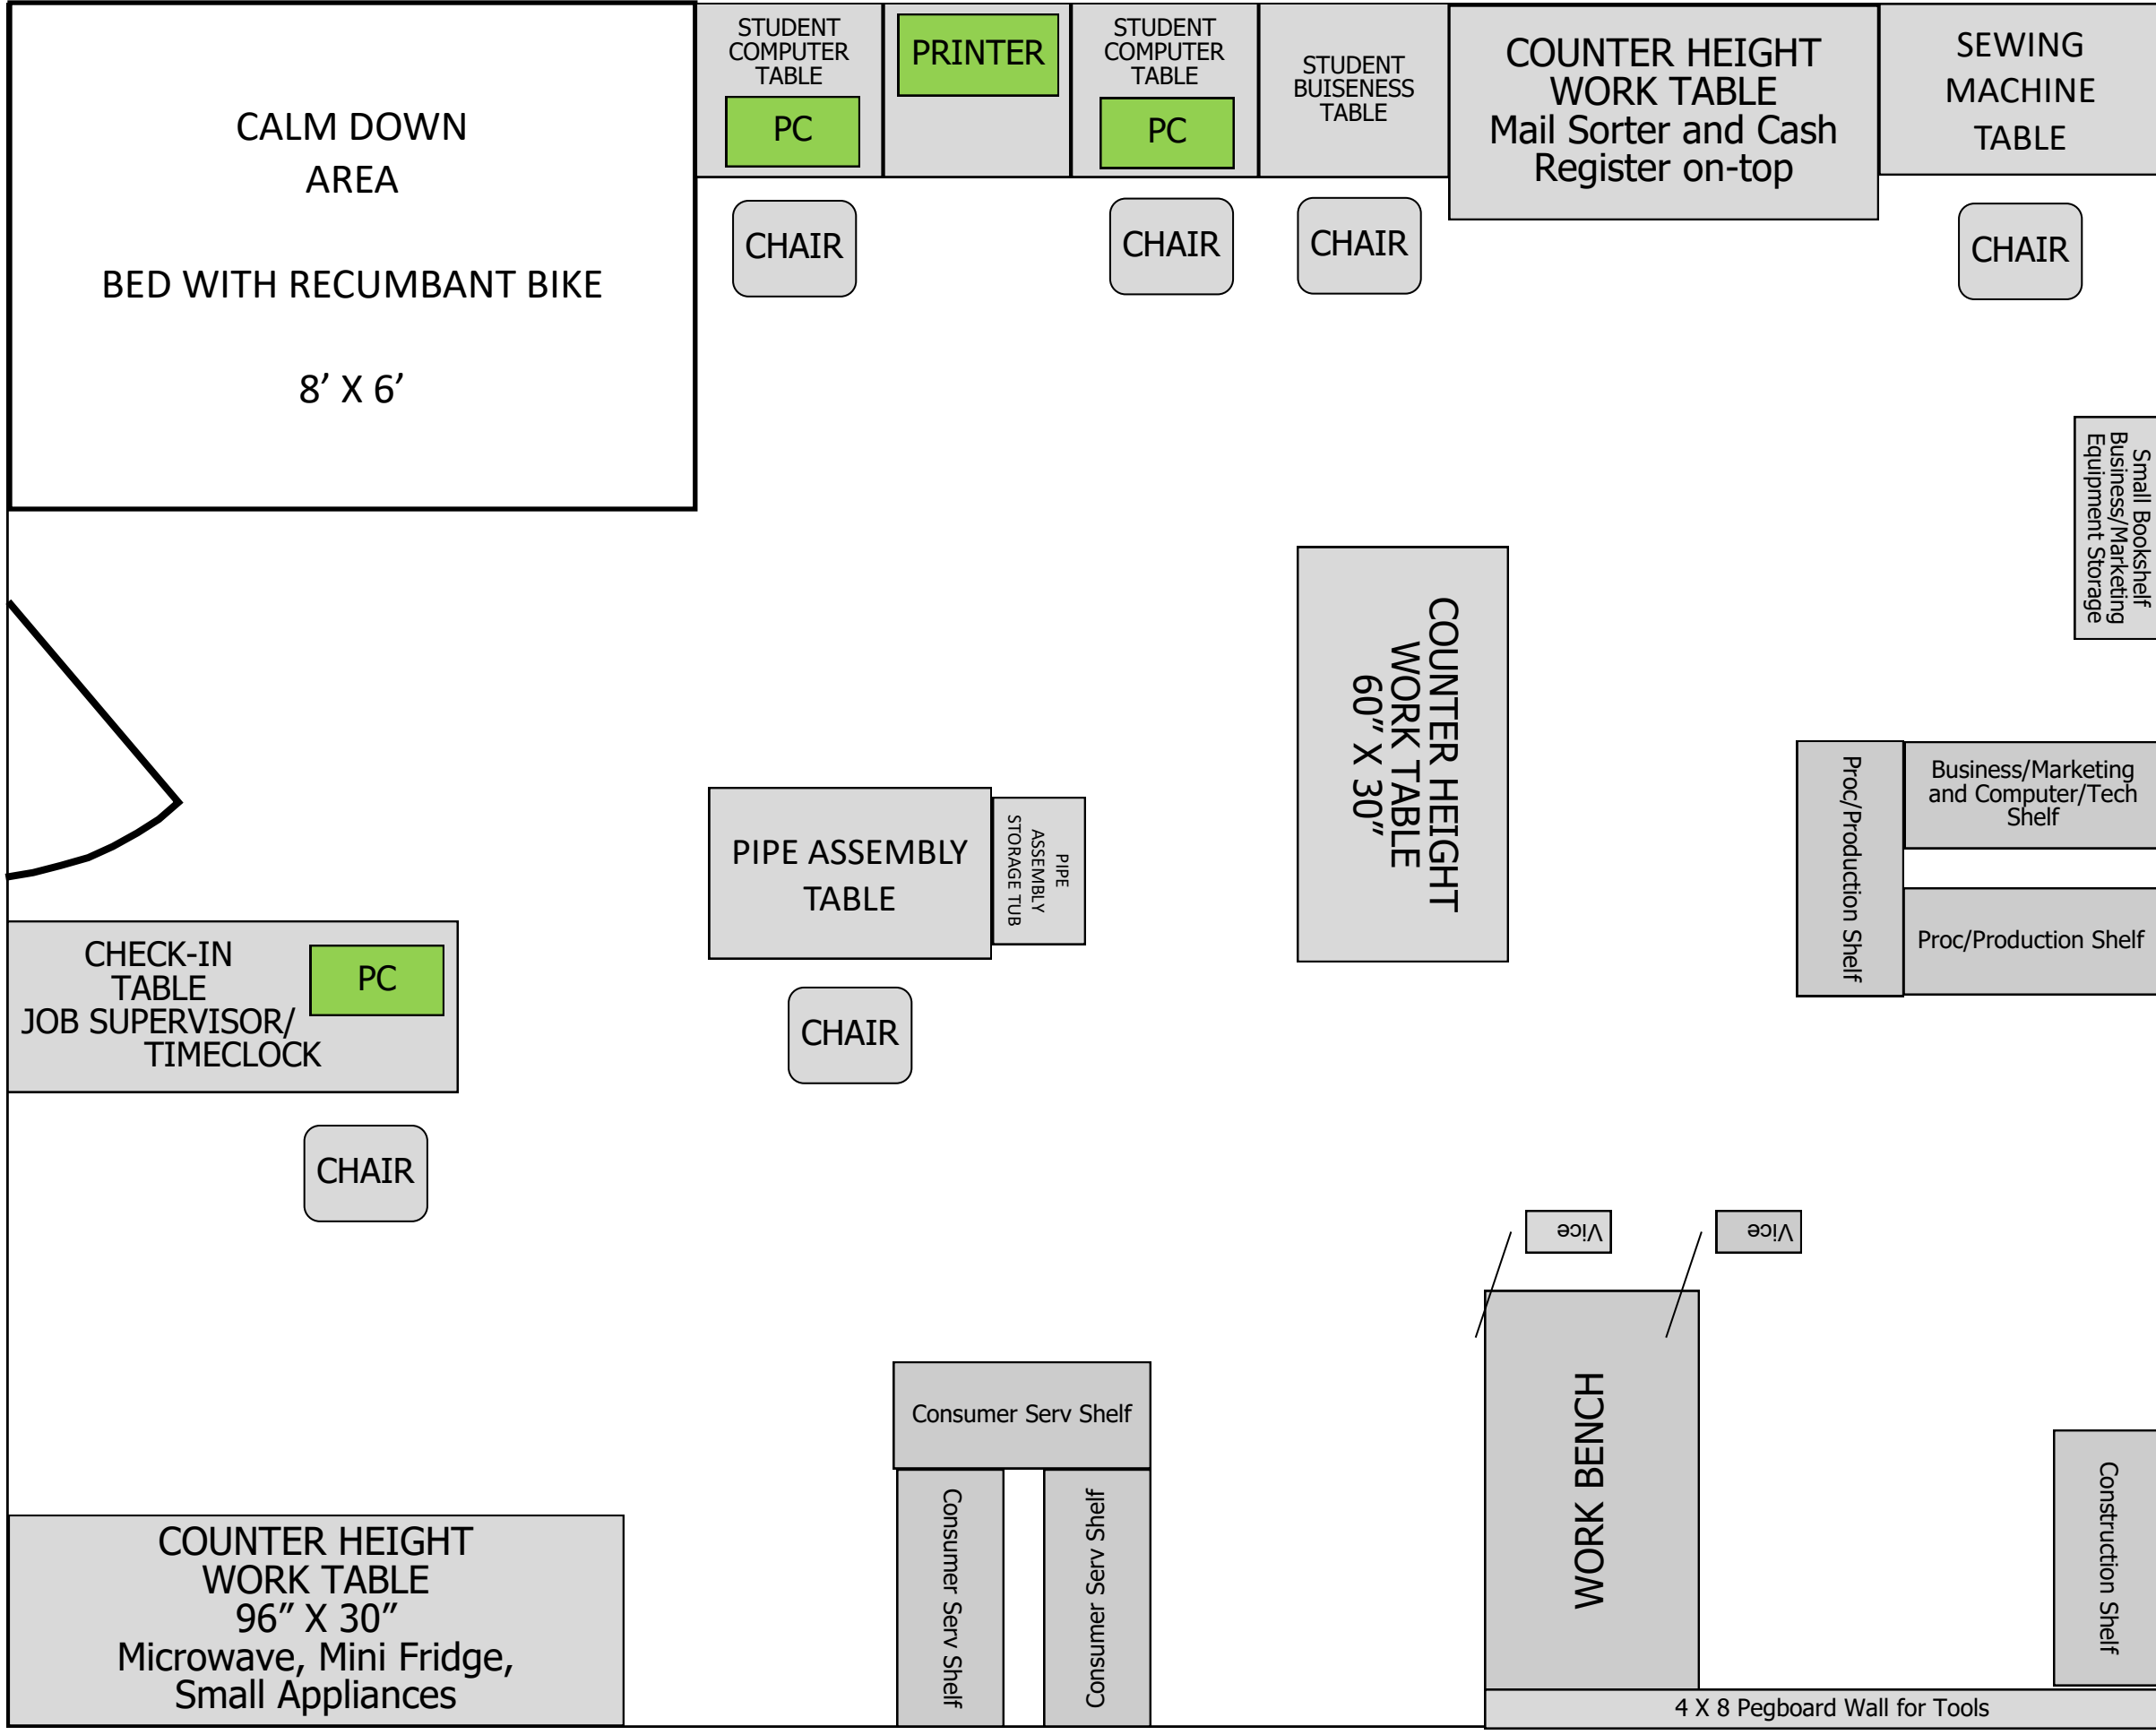 CALM DOWN
AREA
BED WITH RECUMBANT BIKE
8’ X 6’
STUDENT
COMPUTER
TABLE
PC
PRINTER
STUDENT
COMPUTER
TABLE
PC
STUDENT
BUISENESS
TABLE
COUNTER HEIGHT
WORK TABLE
Mail Sorter and Cash
Register on-top
SEWING
MACHINE
TABLE
CHAIR
CHAIR
CHAIR
CHAIR
Small Bookshelf
Business/Marketing
Equipment Storage
COUNTER HEIGHT
WORK TABLE
60” X 30”
Proc/Production Shelf
Business/Marketing
and Computer/Tech
Shelf
Proc/Production Shelf
PIPE ASSEMBLY
TABLE
PIPE
ASSEMBLY
STORAGE TUB
CHAIR
CHECK-IN
TABLE
JOB SUPERVISOR/
TIMECLOCK
PC
CHAIR
Vice
Vice
Consumer Serv Shelf
Consumer Serv Shelf
Consumer Serv Shelf
WORK BENCH
Construction Shelf
COUNTER HEIGHT
WORK TABLE
96” X 30”
Microwave, Mini Fridge,
Small Appliances
4 X 8 Pegboard Wall for Tools